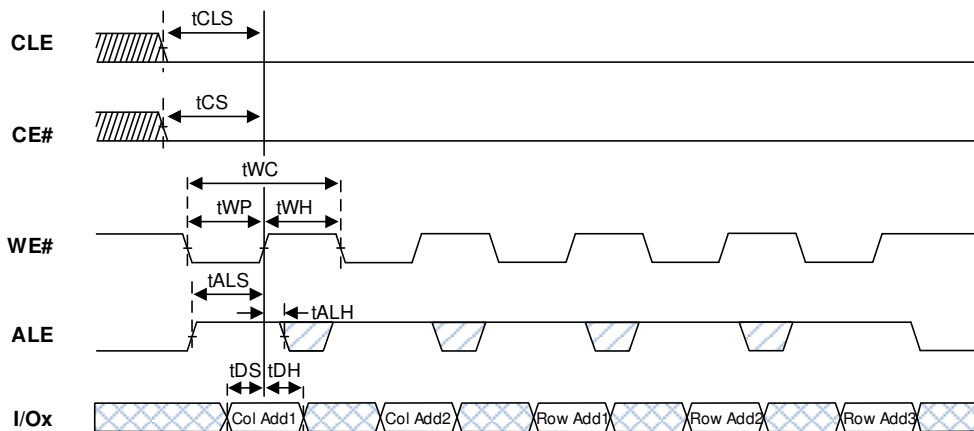 tCLS
CLE
tCS
CE#
tWC
tWP tWH
WE#
tALS
tALH
ALE
tDS tDH
I/Ox Col Add1 Col Add2 Row Add1 Row Add2 Row Add3